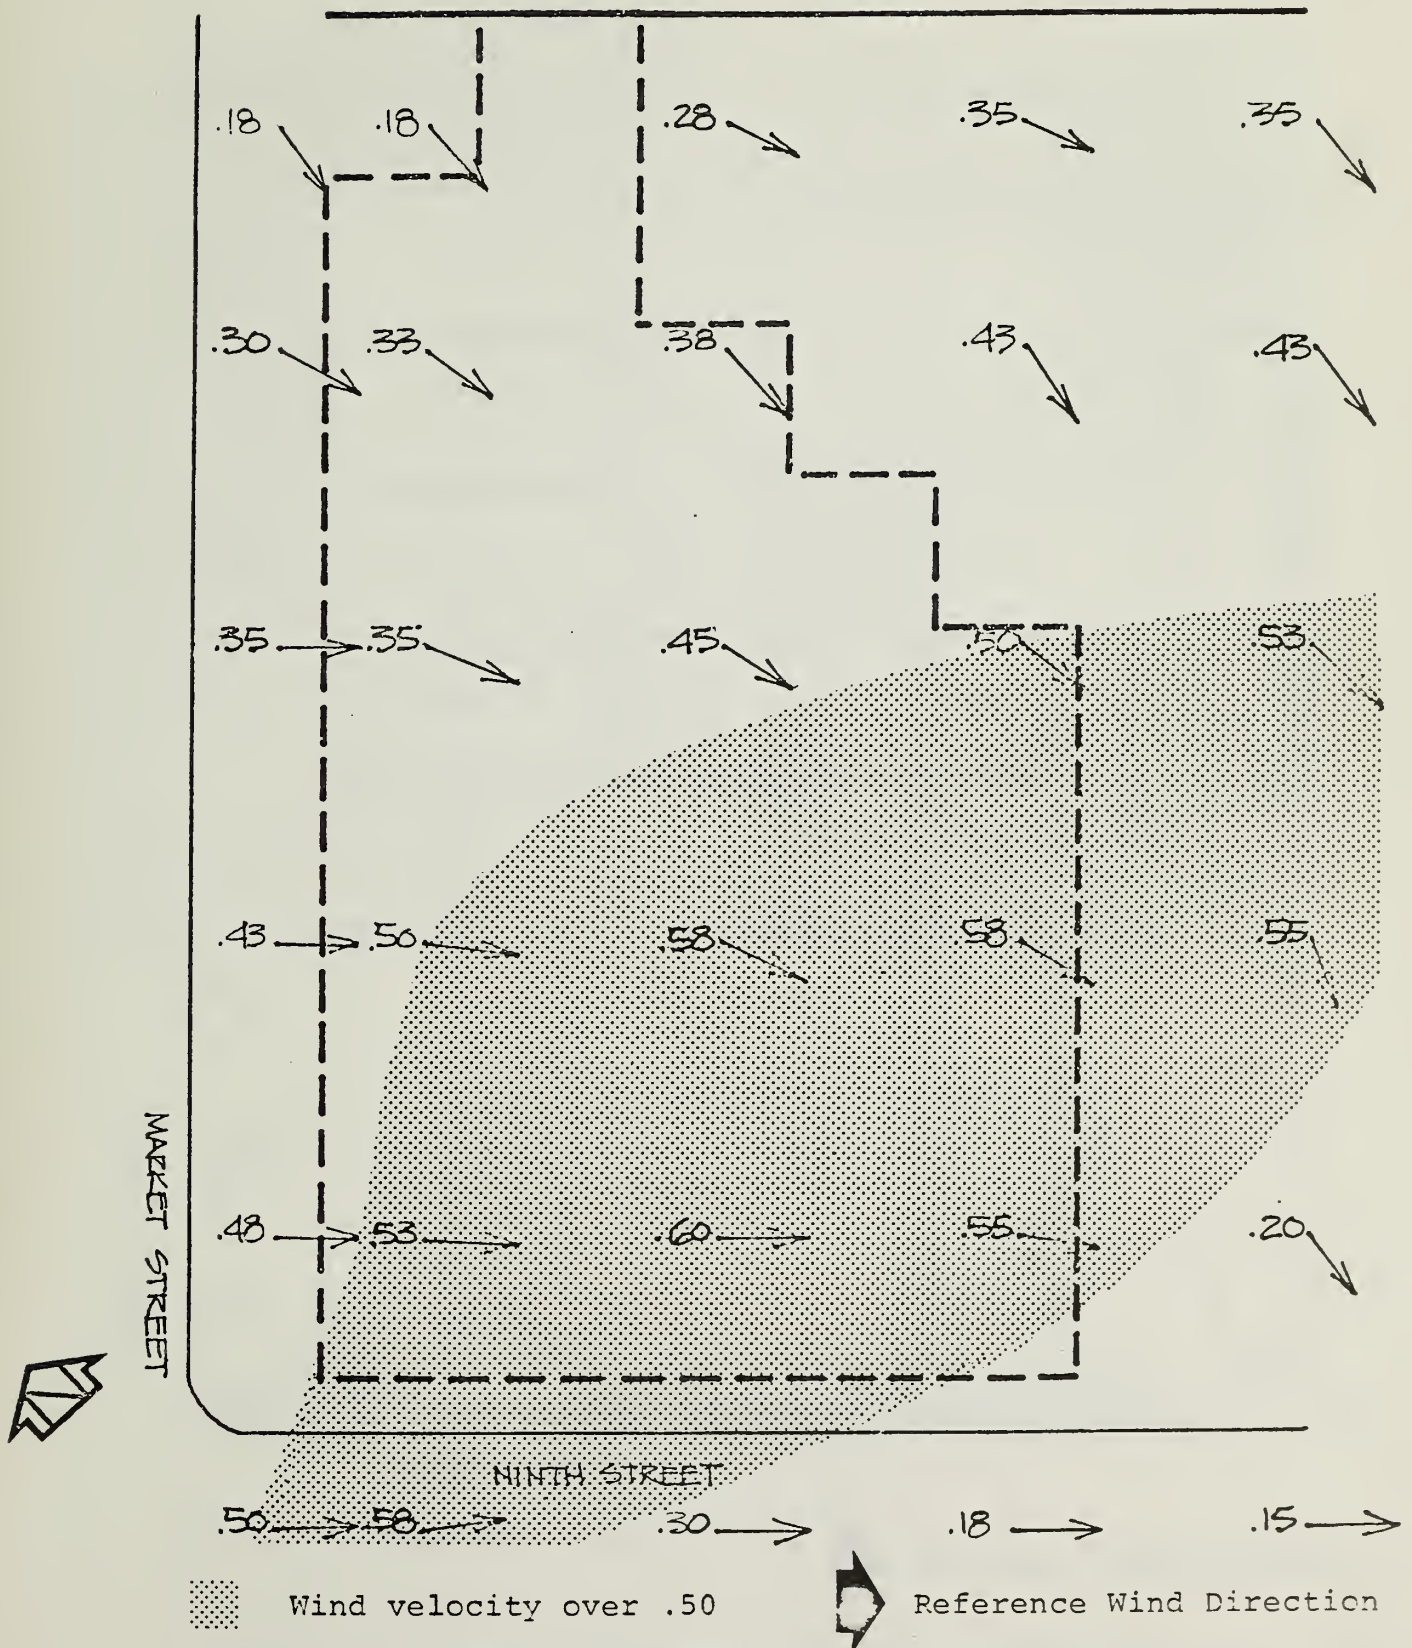 .18 .18 .28 .35 .35
.30 .33 .38 .43 .43
.35 .35 .45 .50 .53
.43 .50 .58 .58 .55
.48 .53 .60 .55 .20
MARKET STREET
NINTH STREET
.50 .58 .30 .18 .15
Wind velocity over .50
Reference Wind Direction